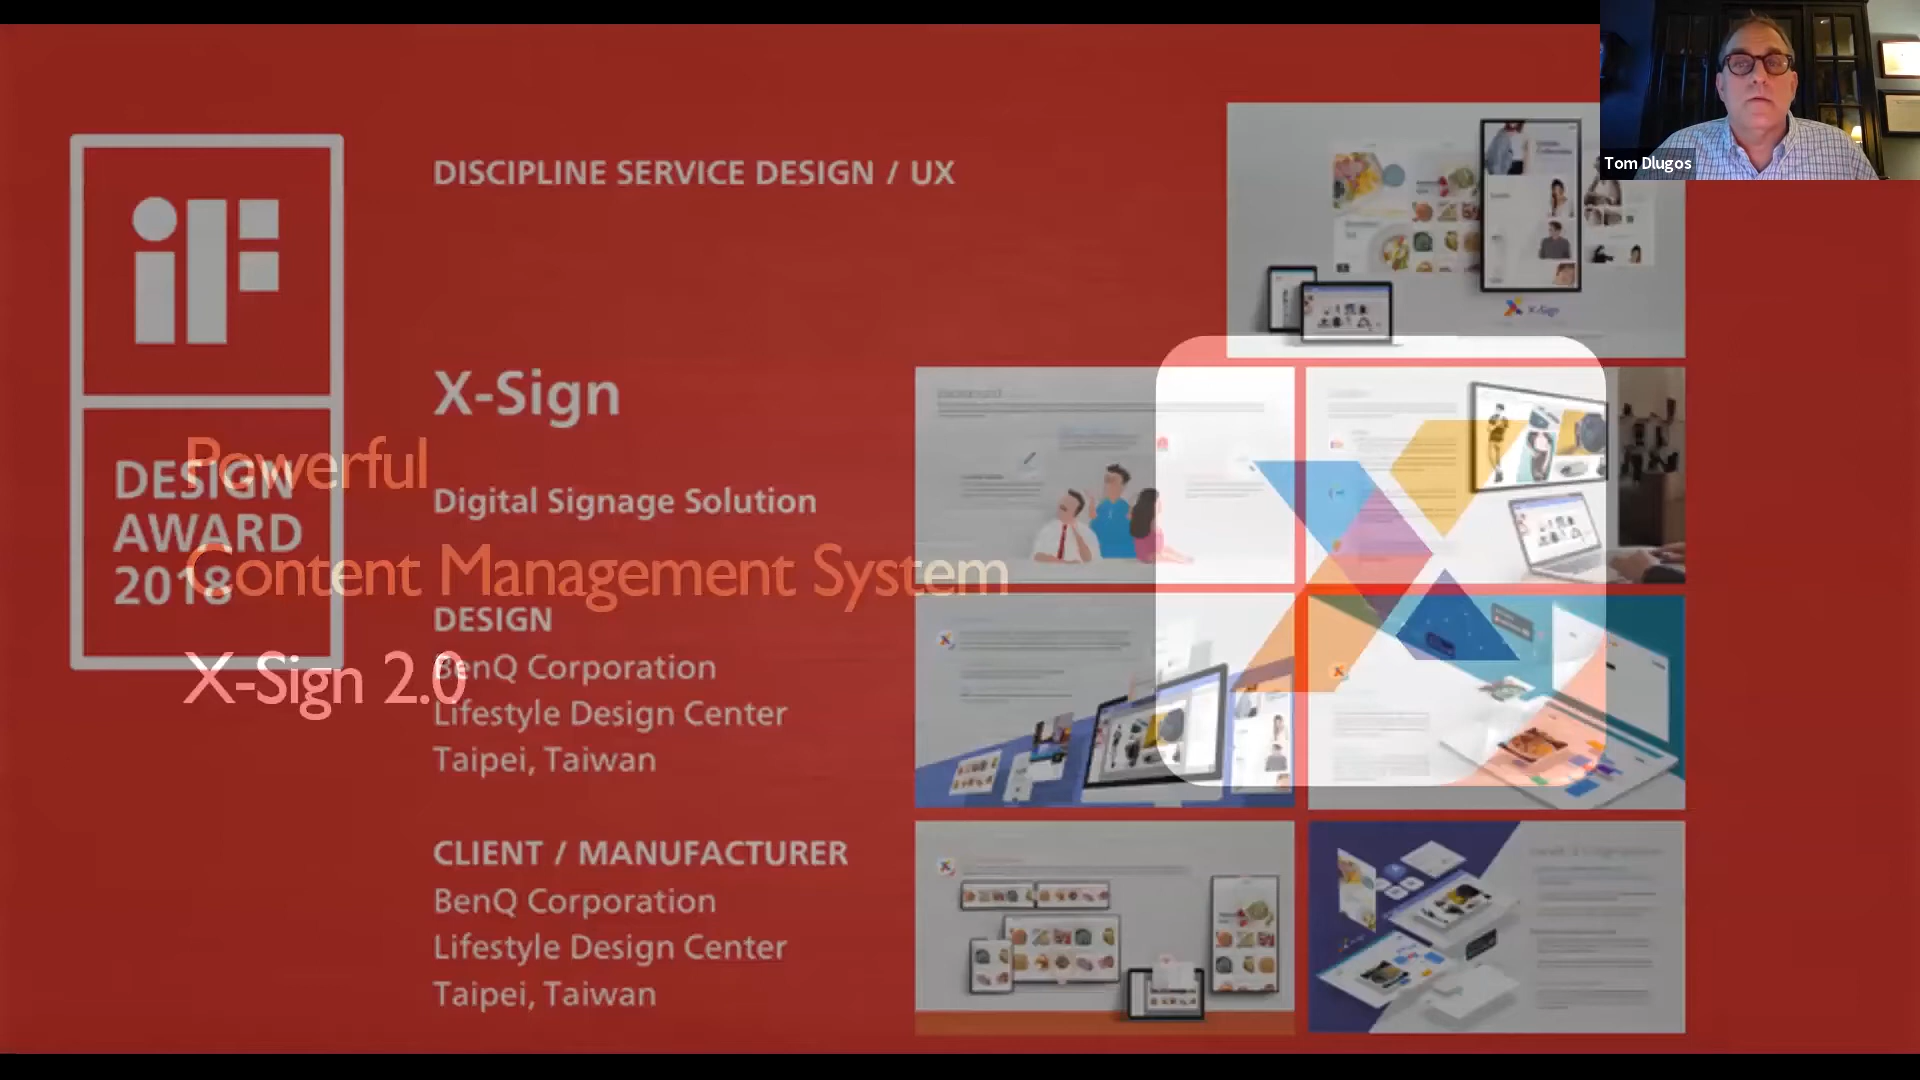 Tom Dlugos
iF
DESIGN
AWARD
2018
DISCIPLINE SERVICE DESIGN / UX
X-Sign
Digital Signage Solution
DESIGN
BenQ Corporation
Lifestyle Design Center
Taipei, Taiwan
CLIENT / MANUFACTURER
BenQ Corporation
Lifestyle Design Center
Taipei, Taiwan
Powerful
Content Management System
X-Sign 2.0
X-Sign